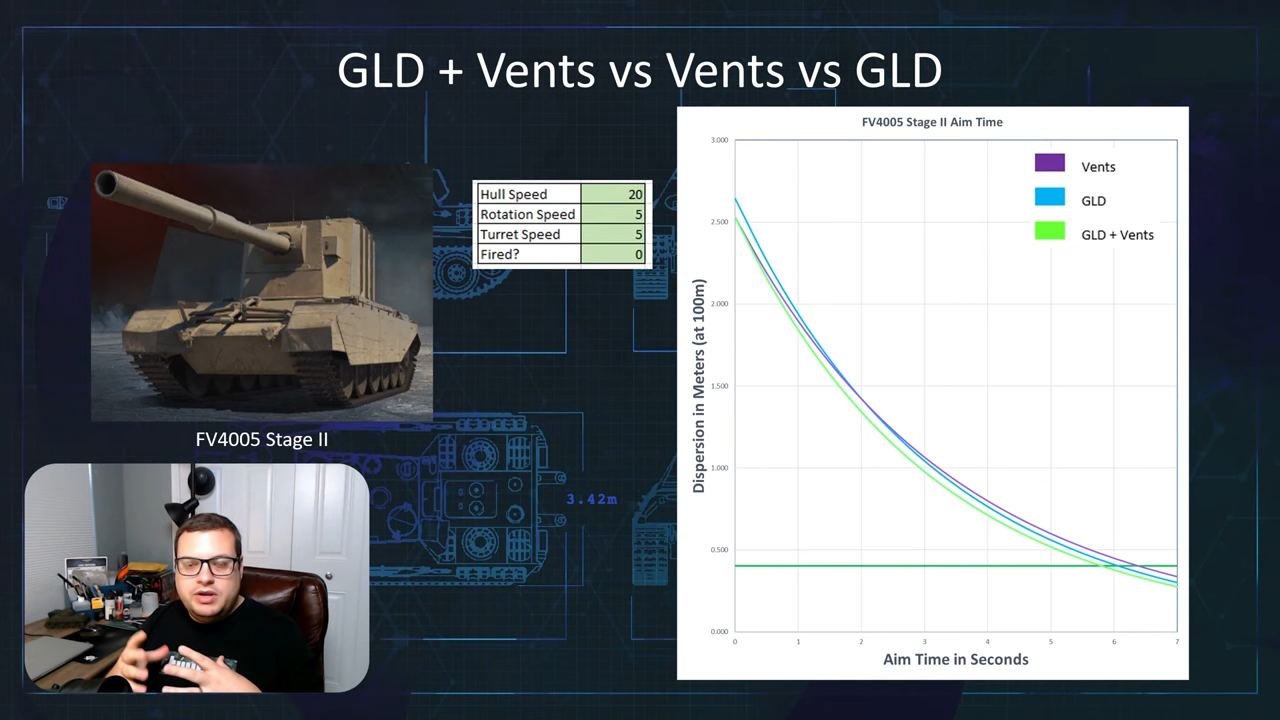 GLD + Vents vs Vents vs GLD
FV4005 Stage II
Hull Speed 20
Rotation Speed 5
Turret Speed 5
Fired? 0
3.42m
FV4005 Stage II Aim Time
Vents
GLD
GLD + Vents
Dispersion in Meters (at 100m)
3.000
2.500
2.000
1.500
1.000
0.500
0.000
0 1 2 3 4 5 6 7
Aim Time in Seconds